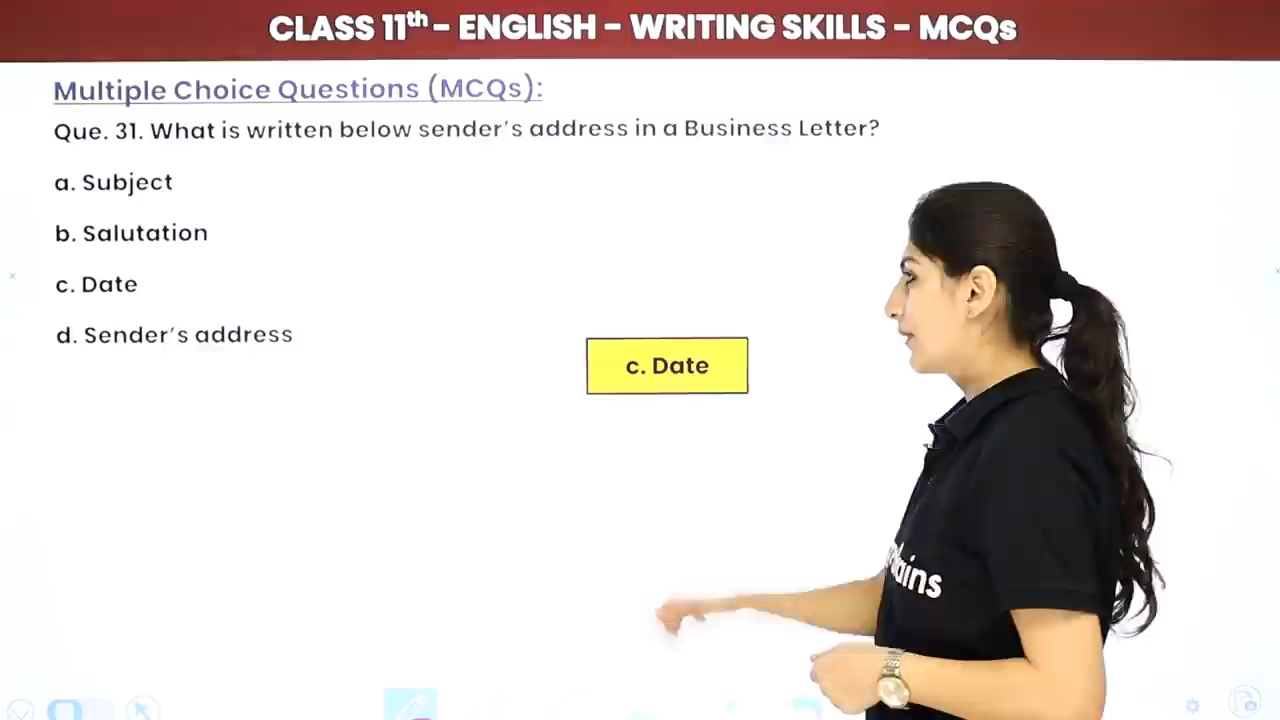 CLASS 11th - ENGLISH - WRITING SKILLS - MCQs
Multiple Choice Questions (MCQs):
Que. 31. What is written below sender's address in a Business Letter?
a. Subject
b. Salutation
c. Date
d. Sender's address
c. Date